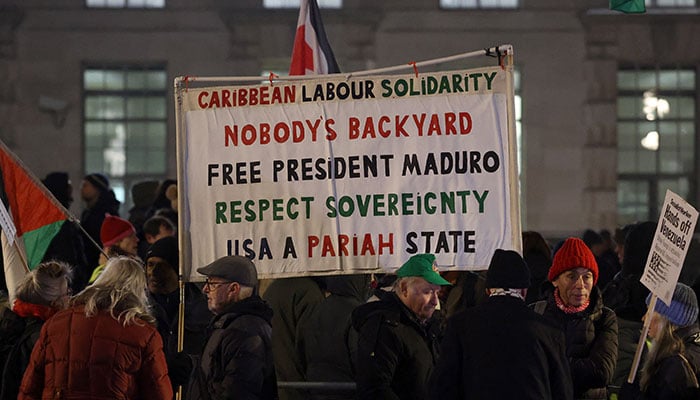 CARIBBEAN LABOUR SOLIDARITY
NOBODY'S BACKYARD
FREE PRESIDENT MADURO
RESPECT SOVEREIGNTY
USA A PARIAH STATE
Hands off
Venezuela